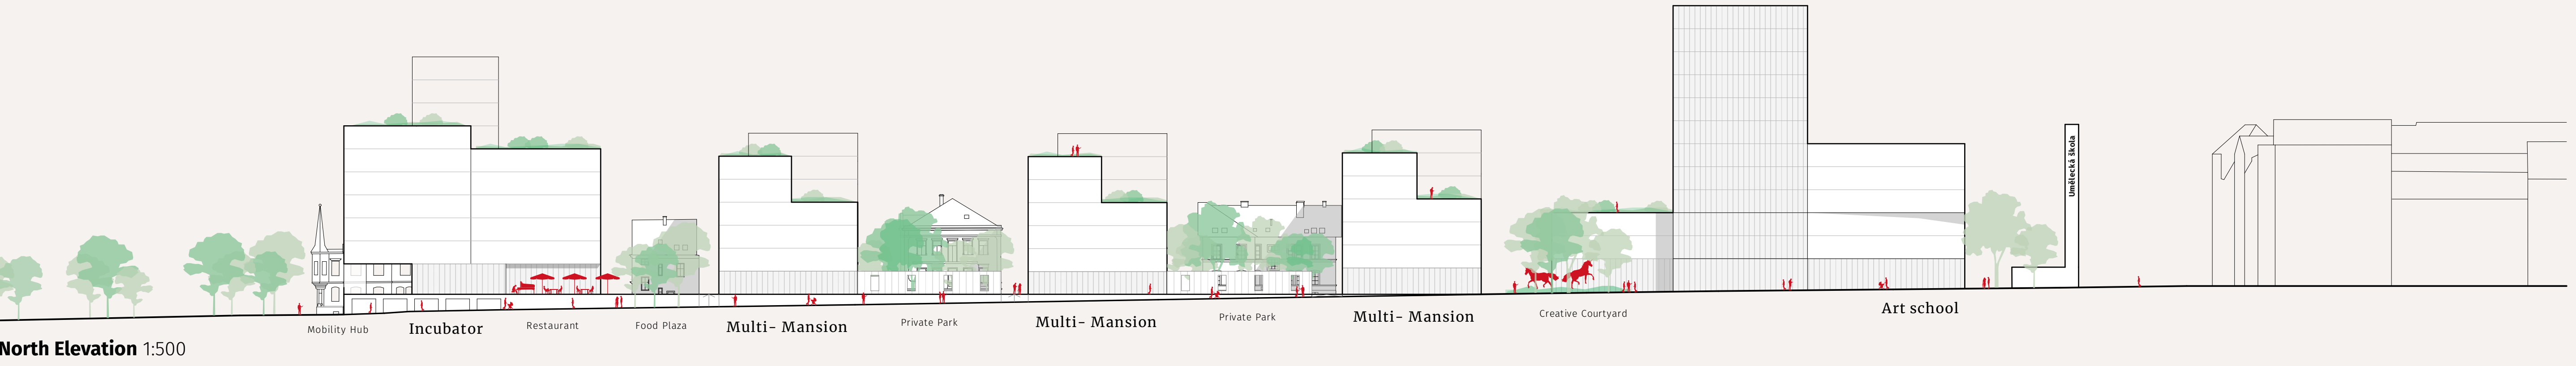 Umělecká škola
Mobility Hub
Incubator
Restaurant
Food Plaza
Multi- Mansion
Private Park
Multi- Mansion
Private Park
Multi- Mansion
Creative Courtyard
Art school
North Elevation 1:500